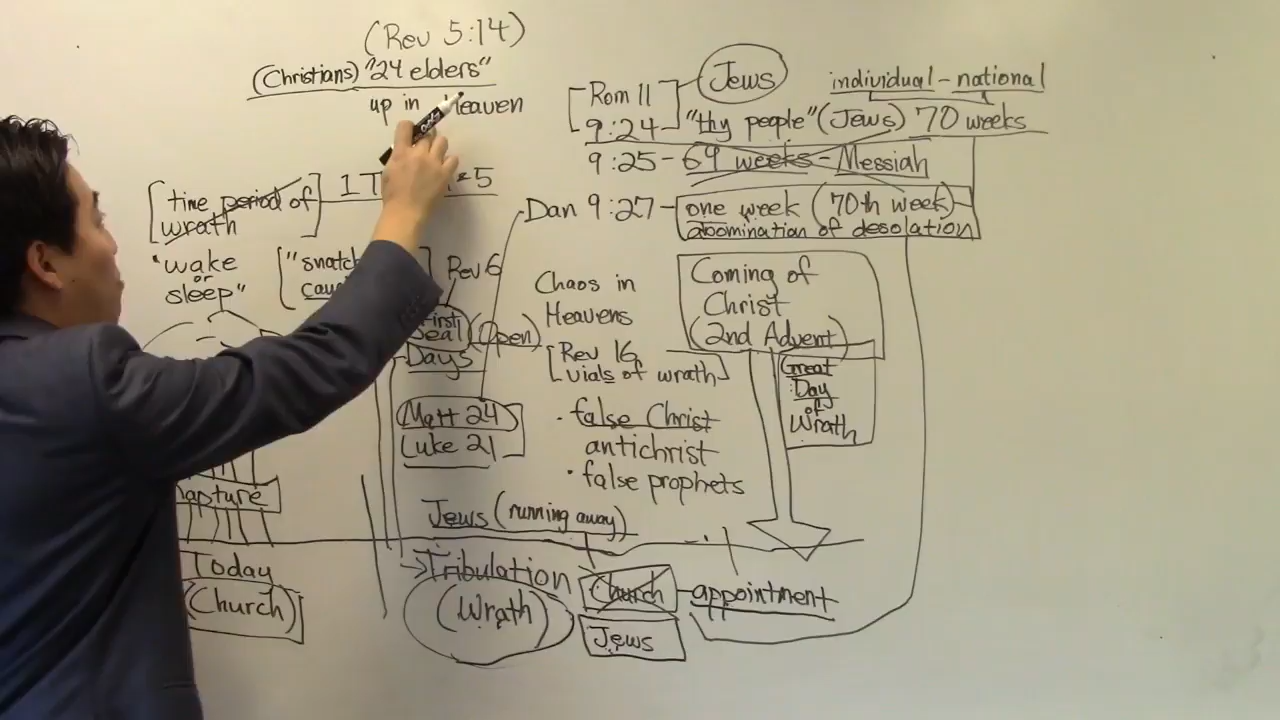 (Rev 5:14)
(Christians) "24 elders"
up in Heaven
Rom 11
Jews
individual - national
9:24
"thy people" (Jews) 70 weeks
9:25 - 69 weeks - Messiah
[time period of
wrath]
1 T
5
Dan 9:27 - one week (70th week)
abomination of desolation
"wake
or
sleep"
Rev 6
First
Seal (Open)
Days
Matt 24
Luke 21
Chaos in
Heavens
[Rev 16
vials of wrath]
• false Christ
antichrist
• false prophets
Coming of
Christ
(2nd Advent)
Great
Day
of
Wrath
Jews (running away)
Rapture
Today
(Church)
Tribulation
(Wrath)
Church - appointment
Jews